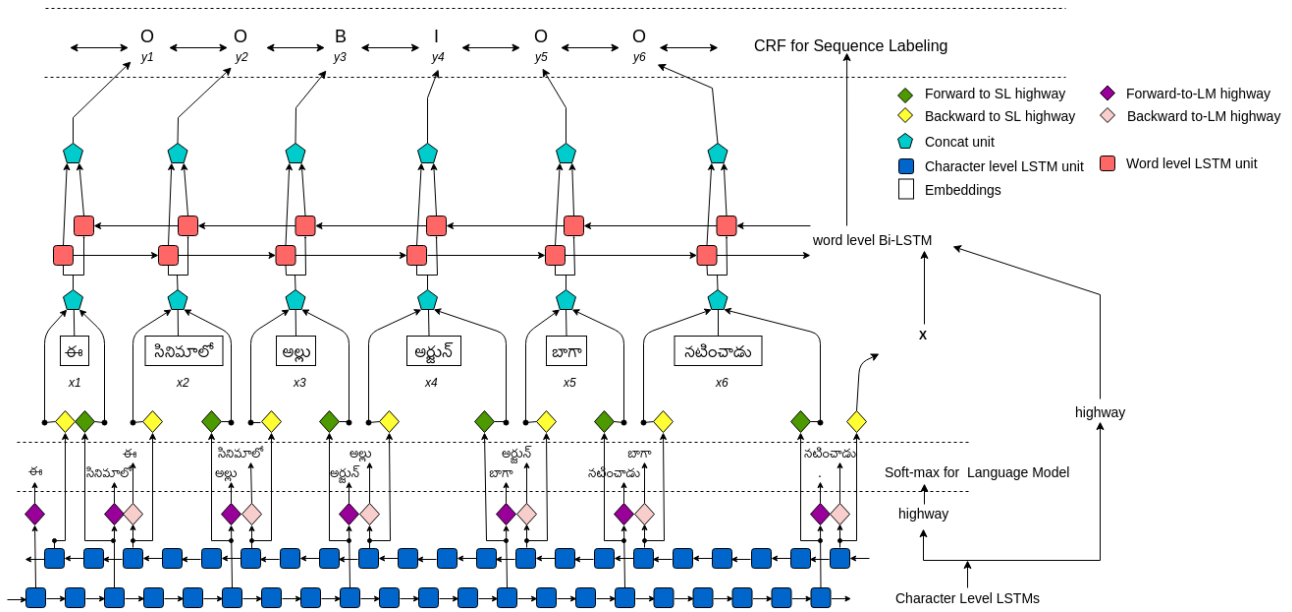 O O B I O O CRF for Sequence Labeling
y1 y2 y3 y4 y5 y6
Forward to SL highway Forward-to-LM highway
Backward to SL highway Backward to-LM highway
Concat unit
Character level LSTM unit Word level LSTM unit
Embeddings
word level Bi-LSTM
x
ఈ సినిమాలో అల్లు అర్జున్ బాగా నటించాడు
x1 x2 x3 x4 x5 x6
highway
ఈ సినిమాలో అల్లు అర్జున్ బాగా నటించాడు
ఈ సినిమాలో అల్లు అర్జున్ బాగా నటించాడు . Soft-max for Language Model
highway
Character Level LSTMs